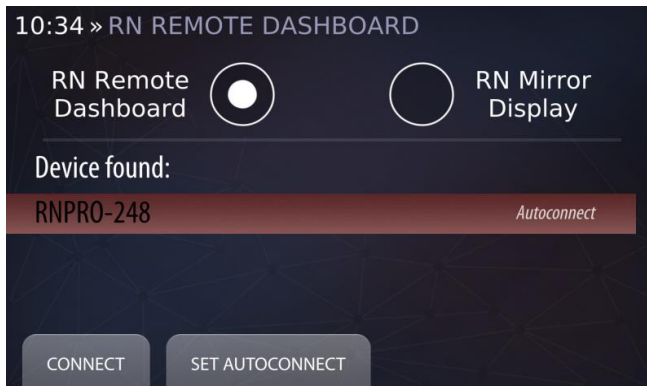 10:34 » RN REMOTE DASHBOARD
RN Remote
Dashboard
RN Mirror
Display
Device found:
RNPRO-248
Autoconnect
CONNECT
SET AUTOCONNECT